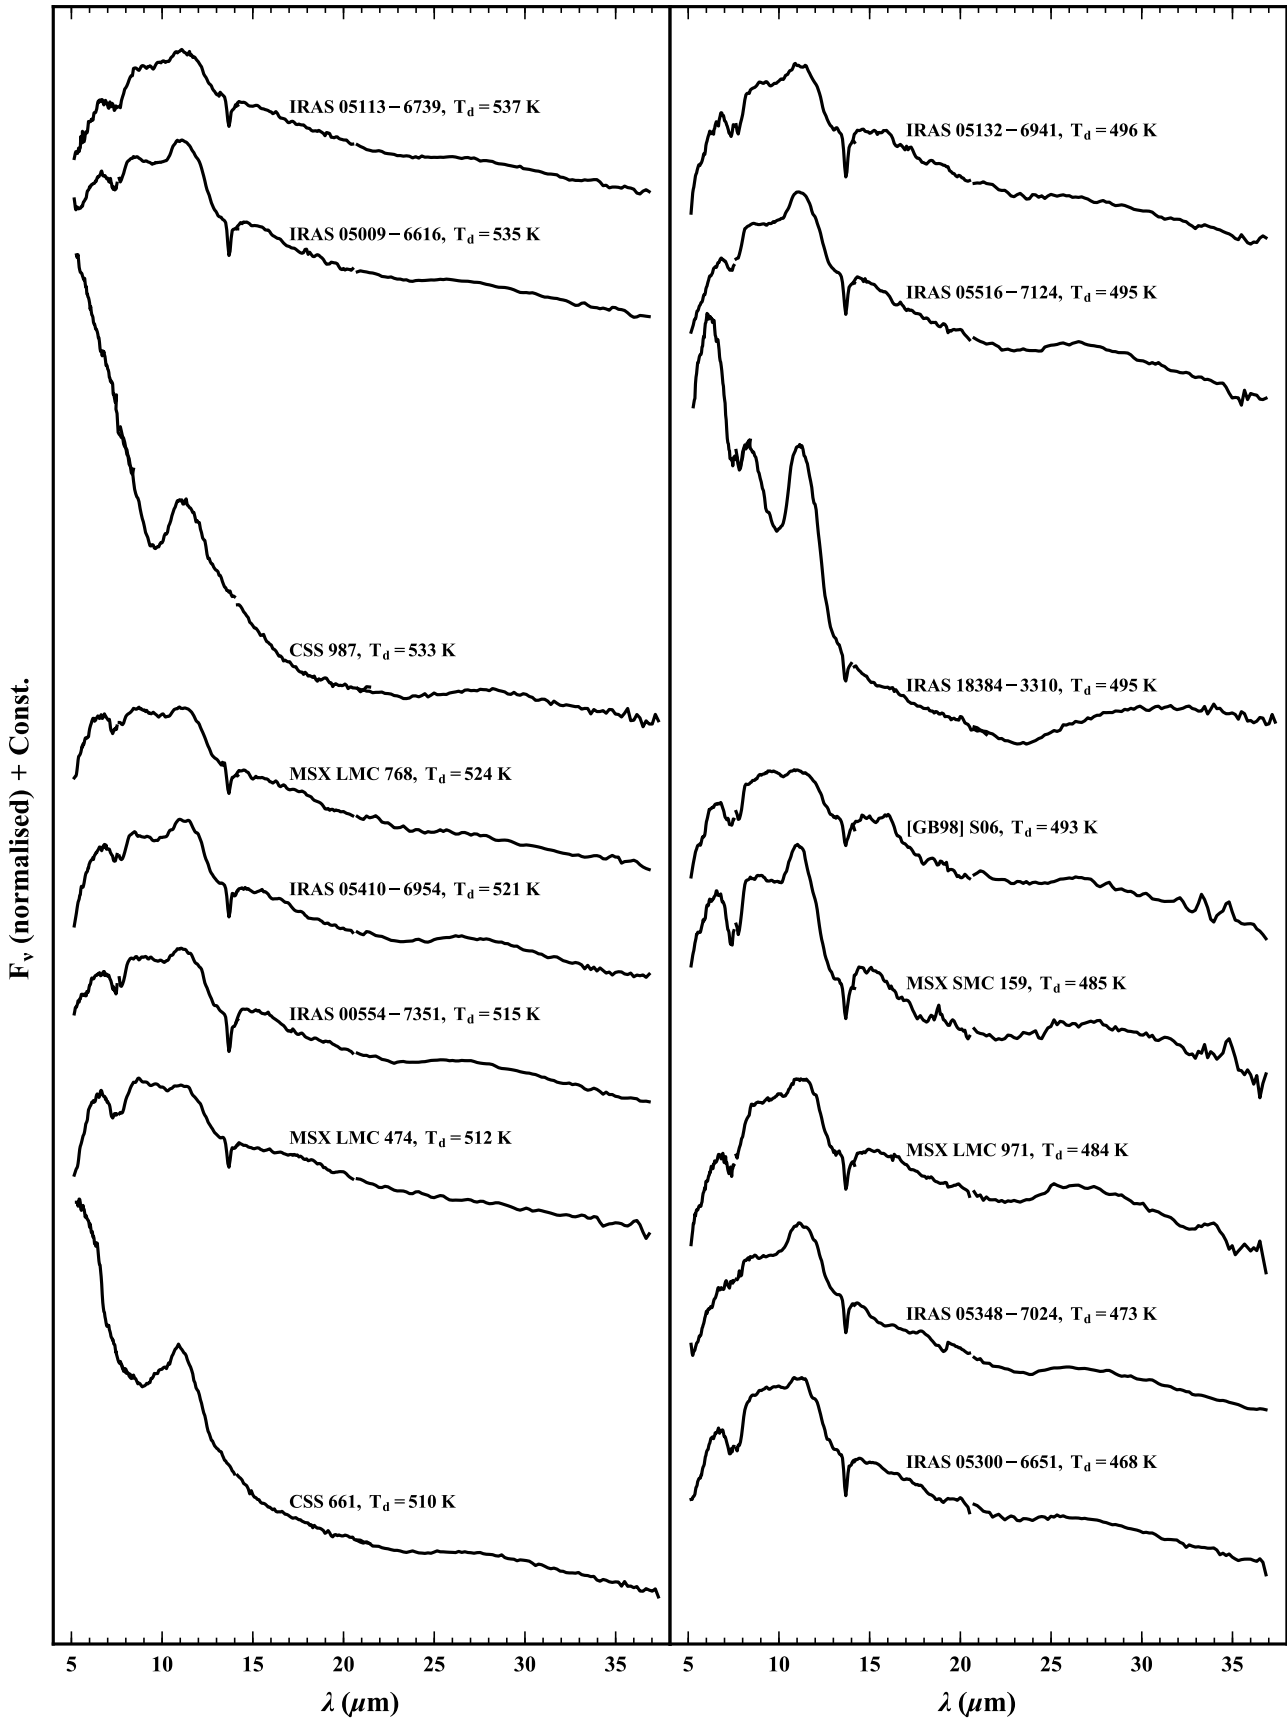 F_ν (normalised) + Const.
IRAS 05113−6739, T_d = 537 K
IRAS 05009−6616, T_d = 535 K
CSS 987, T_d = 533 K
MSX LMC 768, T_d = 524 K
IRAS 05410−6954, T_d = 521 K
IRAS 00554−7351, T_d = 515 K
MSX LMC 474, T_d = 512 K
CSS 661, T_d = 510 K
5 10 15 20 25 30 35
λ (μm)
IRAS 05132−6941, T_d = 496 K
IRAS 05516−7124, T_d = 495 K
IRAS 18384−3310, T_d = 495K
[GB98] S06, T_d = 493 K
MSX SMC 159, T_d = 485 K
MSX LMC 971, T_d = 484 K
IRAS 05348−7024, T_d = 473 K
IRAS 05300−6651, T_d = 468 K
5 10 15 20 25 30 35
λ (μm)